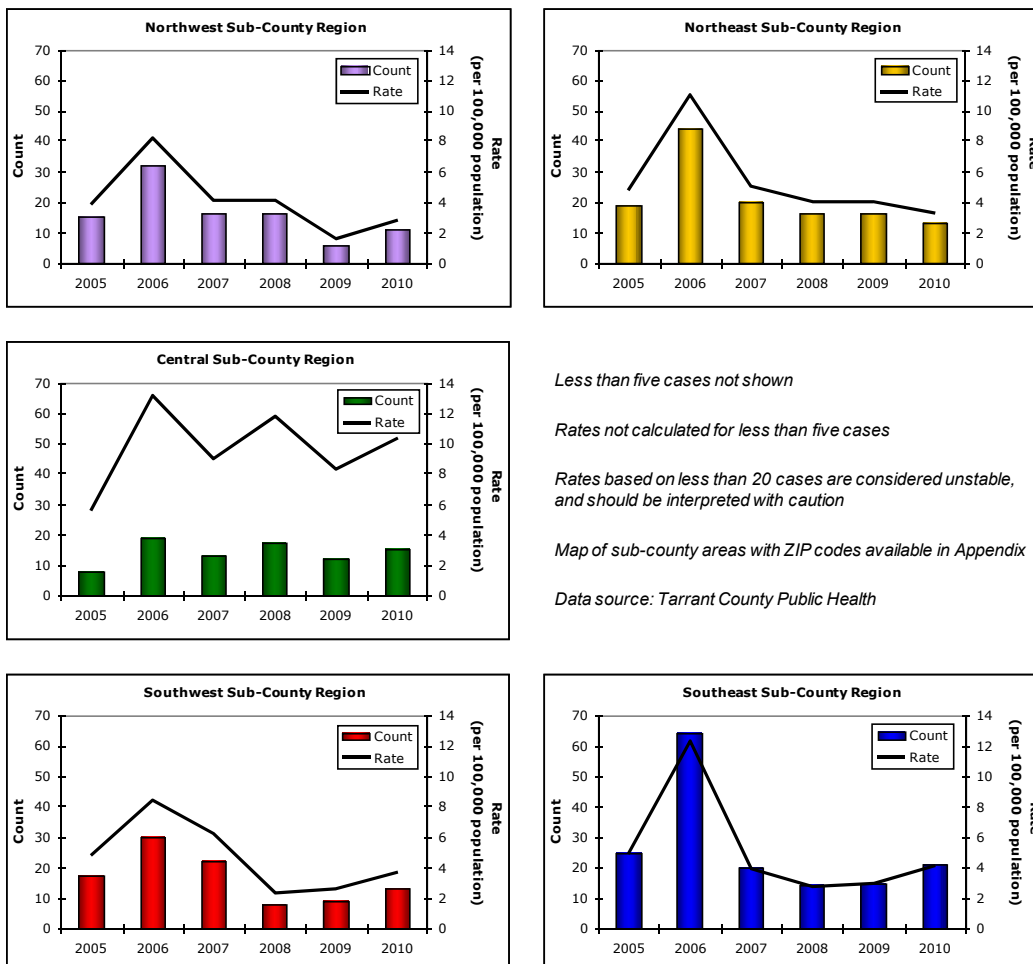 Northwest Sub-County Region
70
60
50
40
30
20
10
0
Count
14
12
10
8
6
4
2
0
Rate
(per 100,000 population)
Count
Rate
2005 2006 2007 2008 2009 2010
Northeast Sub-County Region
70
60
50
40
30
20
10
0
Count
14
12
10
8
6
4
2
0
Rate
(per 100,000 population)
Count
Rate
2005 2006 2007 2008 2009 2010
Central Sub-County Region
70
60
50
40
30
20
10
0
Count
14
12
10
8
6
4
2
0
Rate
(per 100,000 population)
Count
Rate
2005 2006 2007 2008 2009 2010
Less than five cases not shown
Rates not calculated for less than five cases
Rates based on less than 20 cases are considered unstable,
and should be interpreted with caution
Map of sub-county areas with ZIP codes available in Appendix
Data source: Tarrant County Public Health
Southwest Sub-County Region
70
60
50
40
30
20
10
0
Count
14
12
10
8
6
4
2
0
Rate
(per 100,000 population)
Count
Rate
2005 2006 2007 2008 2009 2010
Southeast Sub-County Region
70
60
50
40
30
20
10
0
Count
14
12
10
8
6
4
2
0
Rate
(per 100,000 population)
Count
Rate
2005 2006 2007 2008 2009 2010